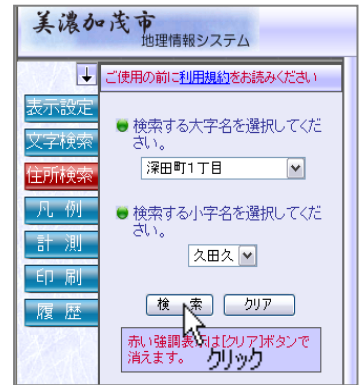 美濃加茂市
地理情報システム
↓
ご使用の前に利用規約をお読みください
表示設定
文字検索
住所検索
凡 例
計 測
印 刷
履 歴
検索する大字名を選択してくだ
さい。
深田町1丁目
検索する小字名を選択してくだ
さい。
久田久
検 索 クリア
赤い強調表示は[クリア]ボタンで
消えます。 クリック